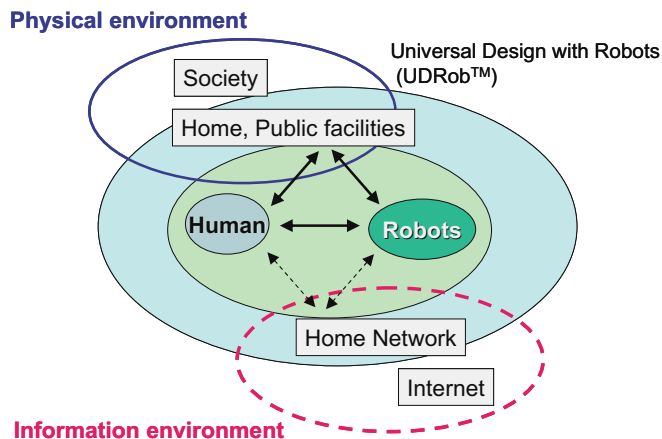 Physical environment
Universal Design with Robots
(UDRob™)
Society
Home, Public facilities
Human
Robots
Home Network
Internet
Information environment